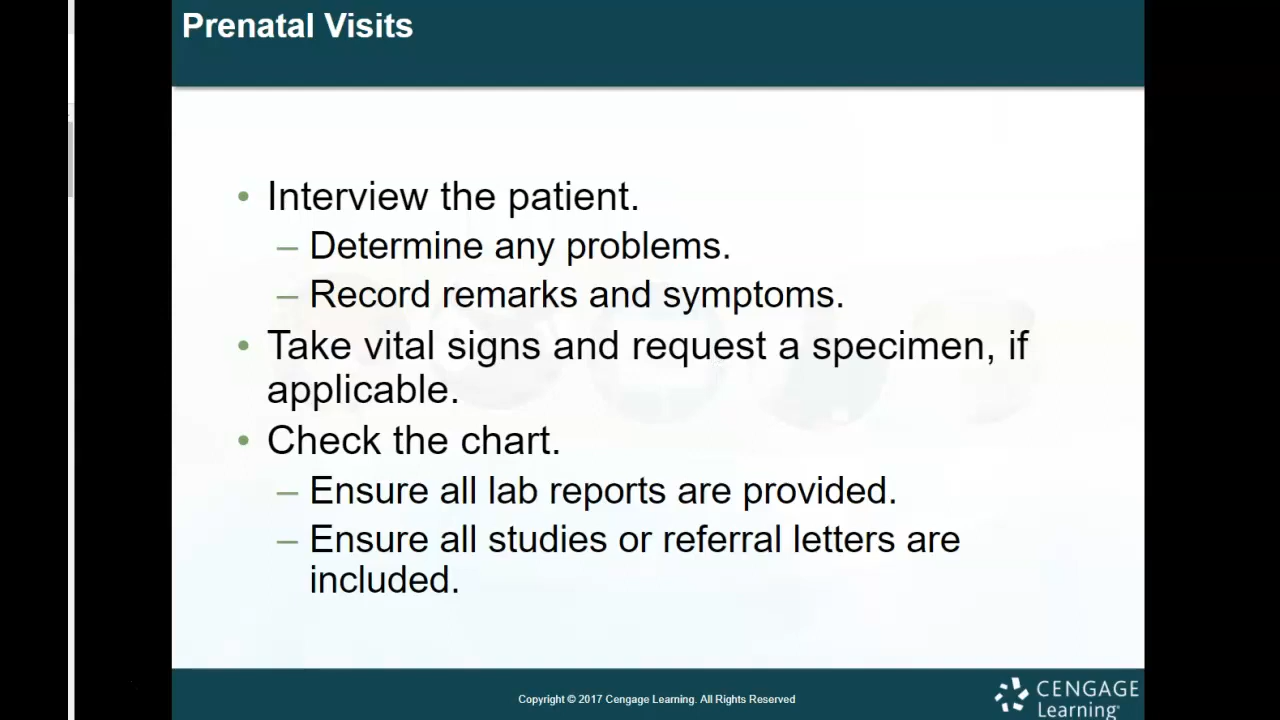 Prenatal Visits
• Interview the patient.
– Determine any problems.
– Record remarks and symptoms.
• Take vital signs and request a specimen, if
applicable.
• Check the chart.
– Ensure all lab reports are provided.
– Ensure all studies or referral letters are
included.
Copyright © 2017 Cengage Learning. All Rights Reserved
CENGAGE
Learning